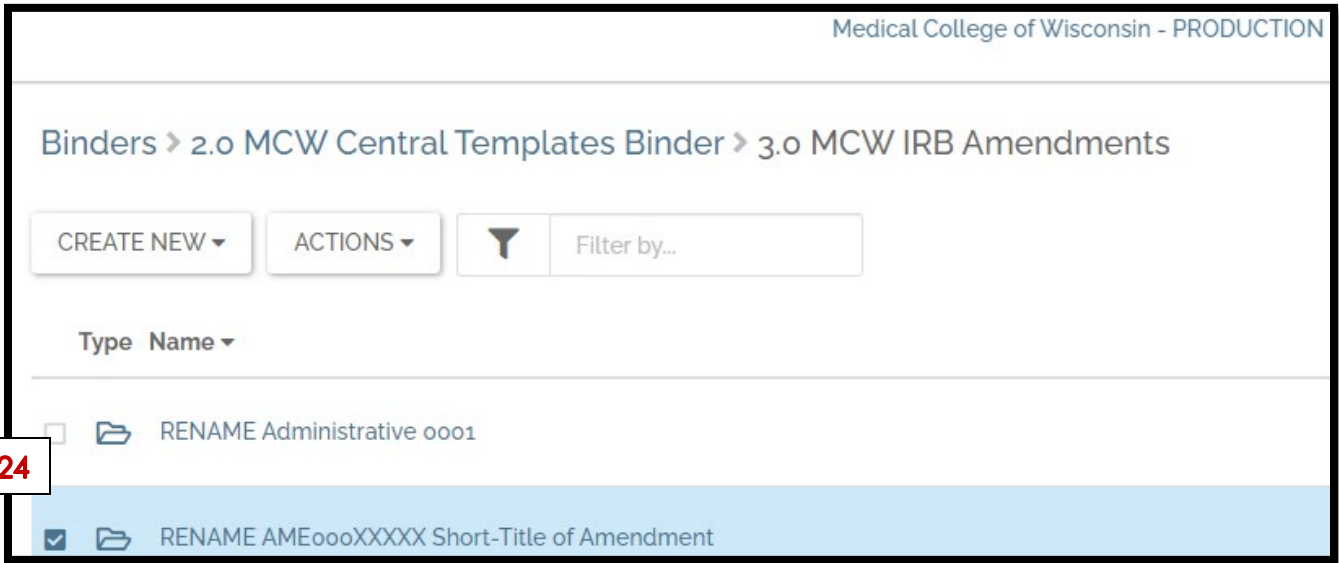 Medical College of Wisconsin - PRODUCTION
Binders > 2.0 MCW Central Templates Binder > 3.0 MCW IRB Amendments
CREATE NEW ACTIONS Filter by...
Type Name
RENAME Administrative 0001
24
RENAME AME000XXXXX Short-Title of Amendment